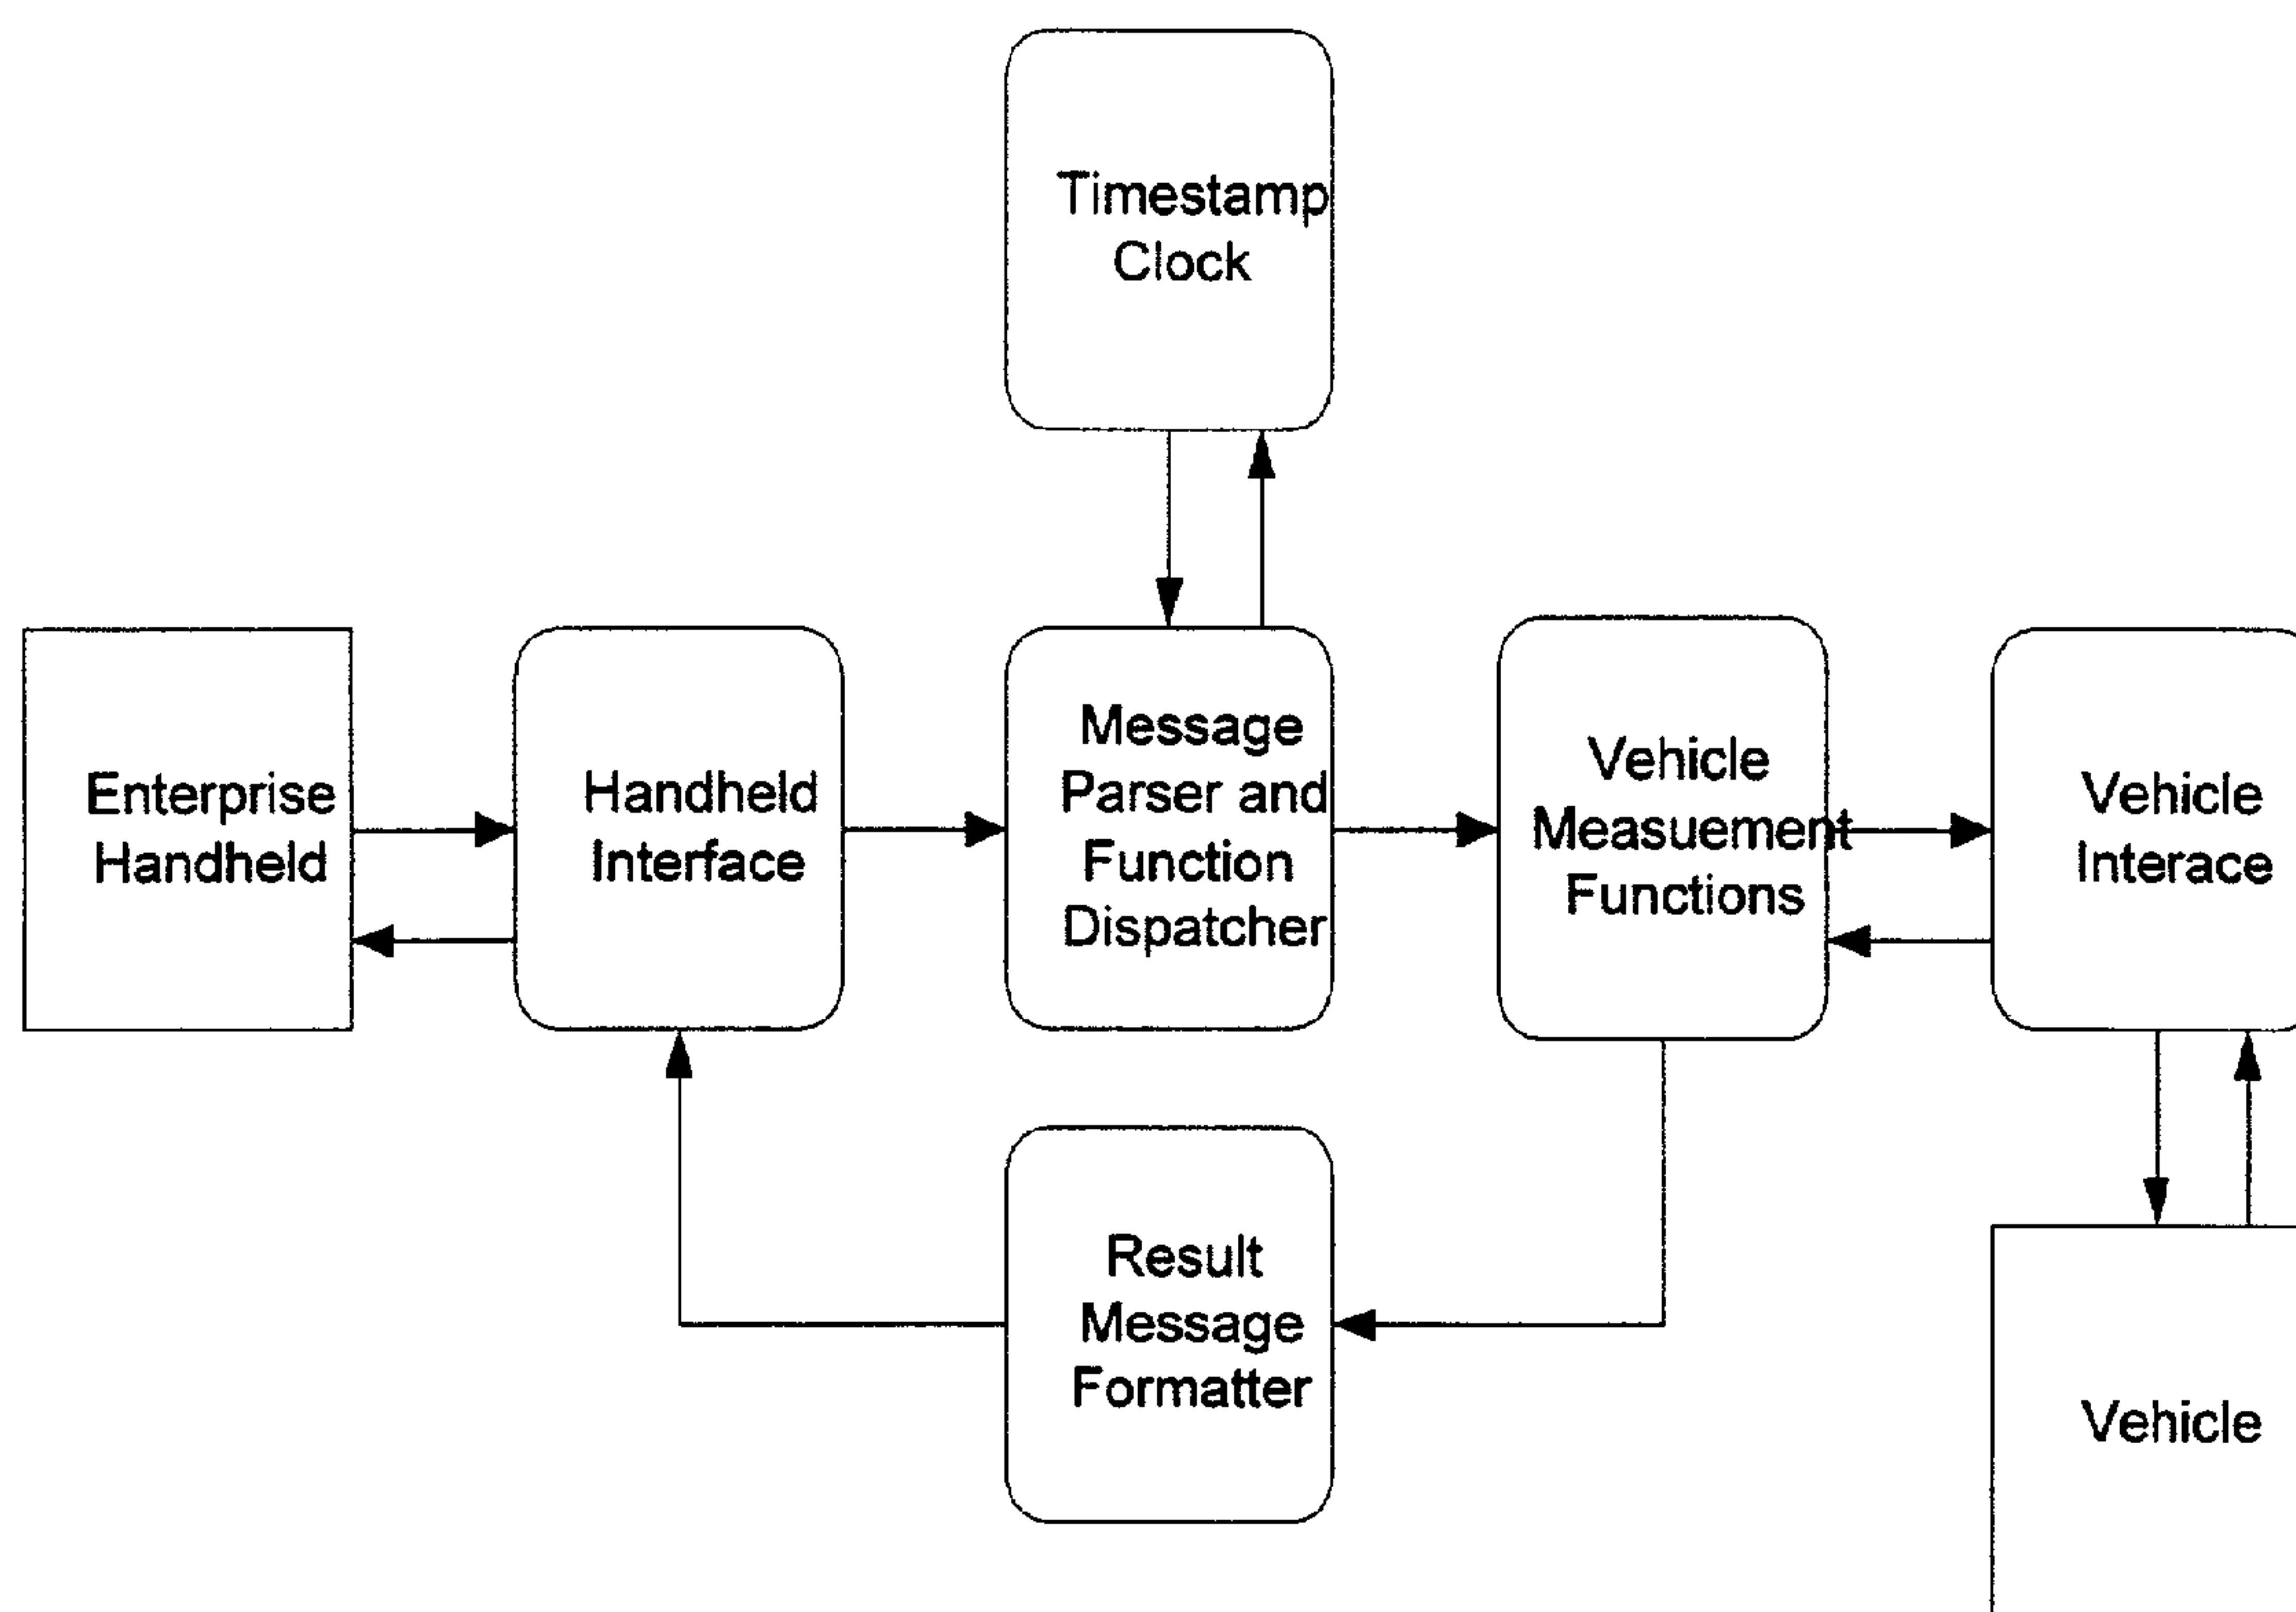 Timestamp
Clock
Enterprise
Handheld
Handheld
Interface
Message
Parser and
Function
Dispatcher
Vehicle
Measuement
Functions
Vehicle
Interace
Result
Message
Formatter
Vehicle